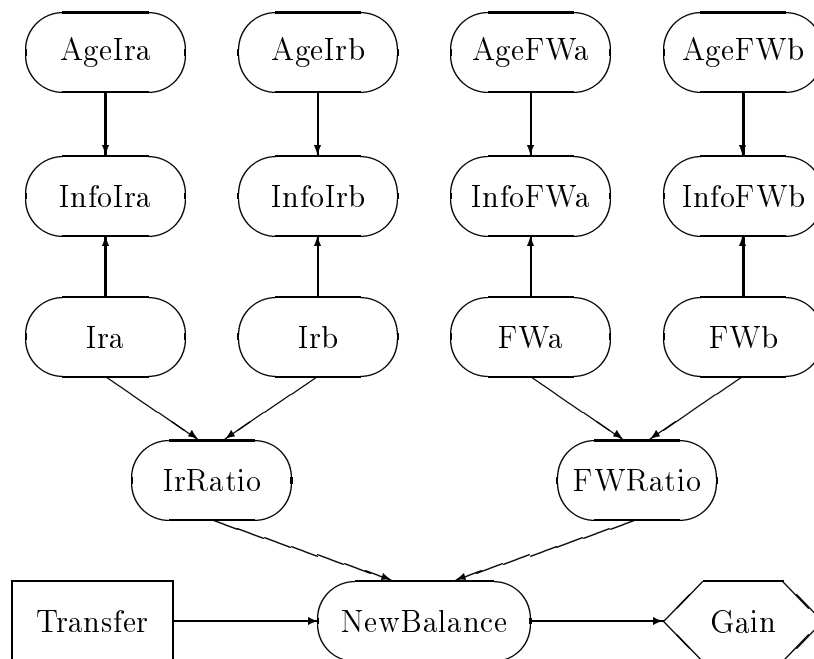 AgeIra AgeIrb AgeFWa AgeFWb
InfoIra InfoIrb InfoFWa InfoFWb
Ira Irb FWa FWb
IrRatio FWRatio
Transfer NewBalance Gain